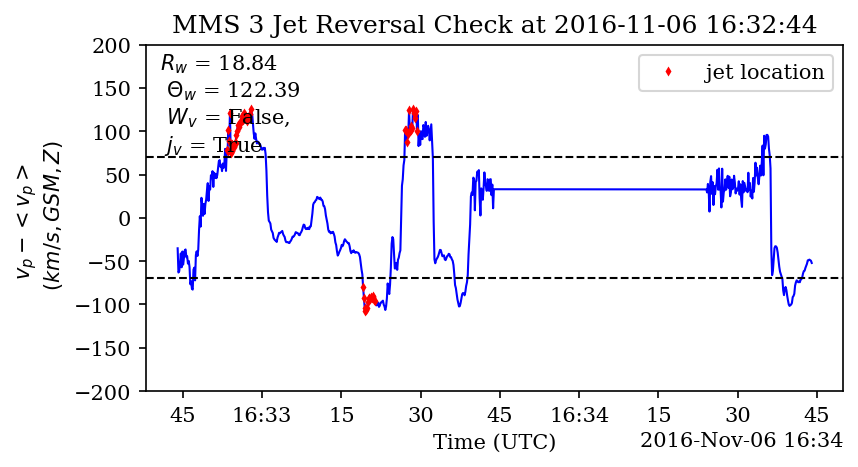 MMS 3 Jet Reversal Check at 2016-11-06 16:32:44
R_w = 18.84
Θ_w = 122.39
W_v = False,
j_v = True
jet location
v_p − <v_p>
(km/s, GSM, Z)
200
150
100
50
0
−50
−100
−150
−200
45 16:33 15 30 45 16:34 15 30 45
Time (UTC)
2016-Nov-06 16:34